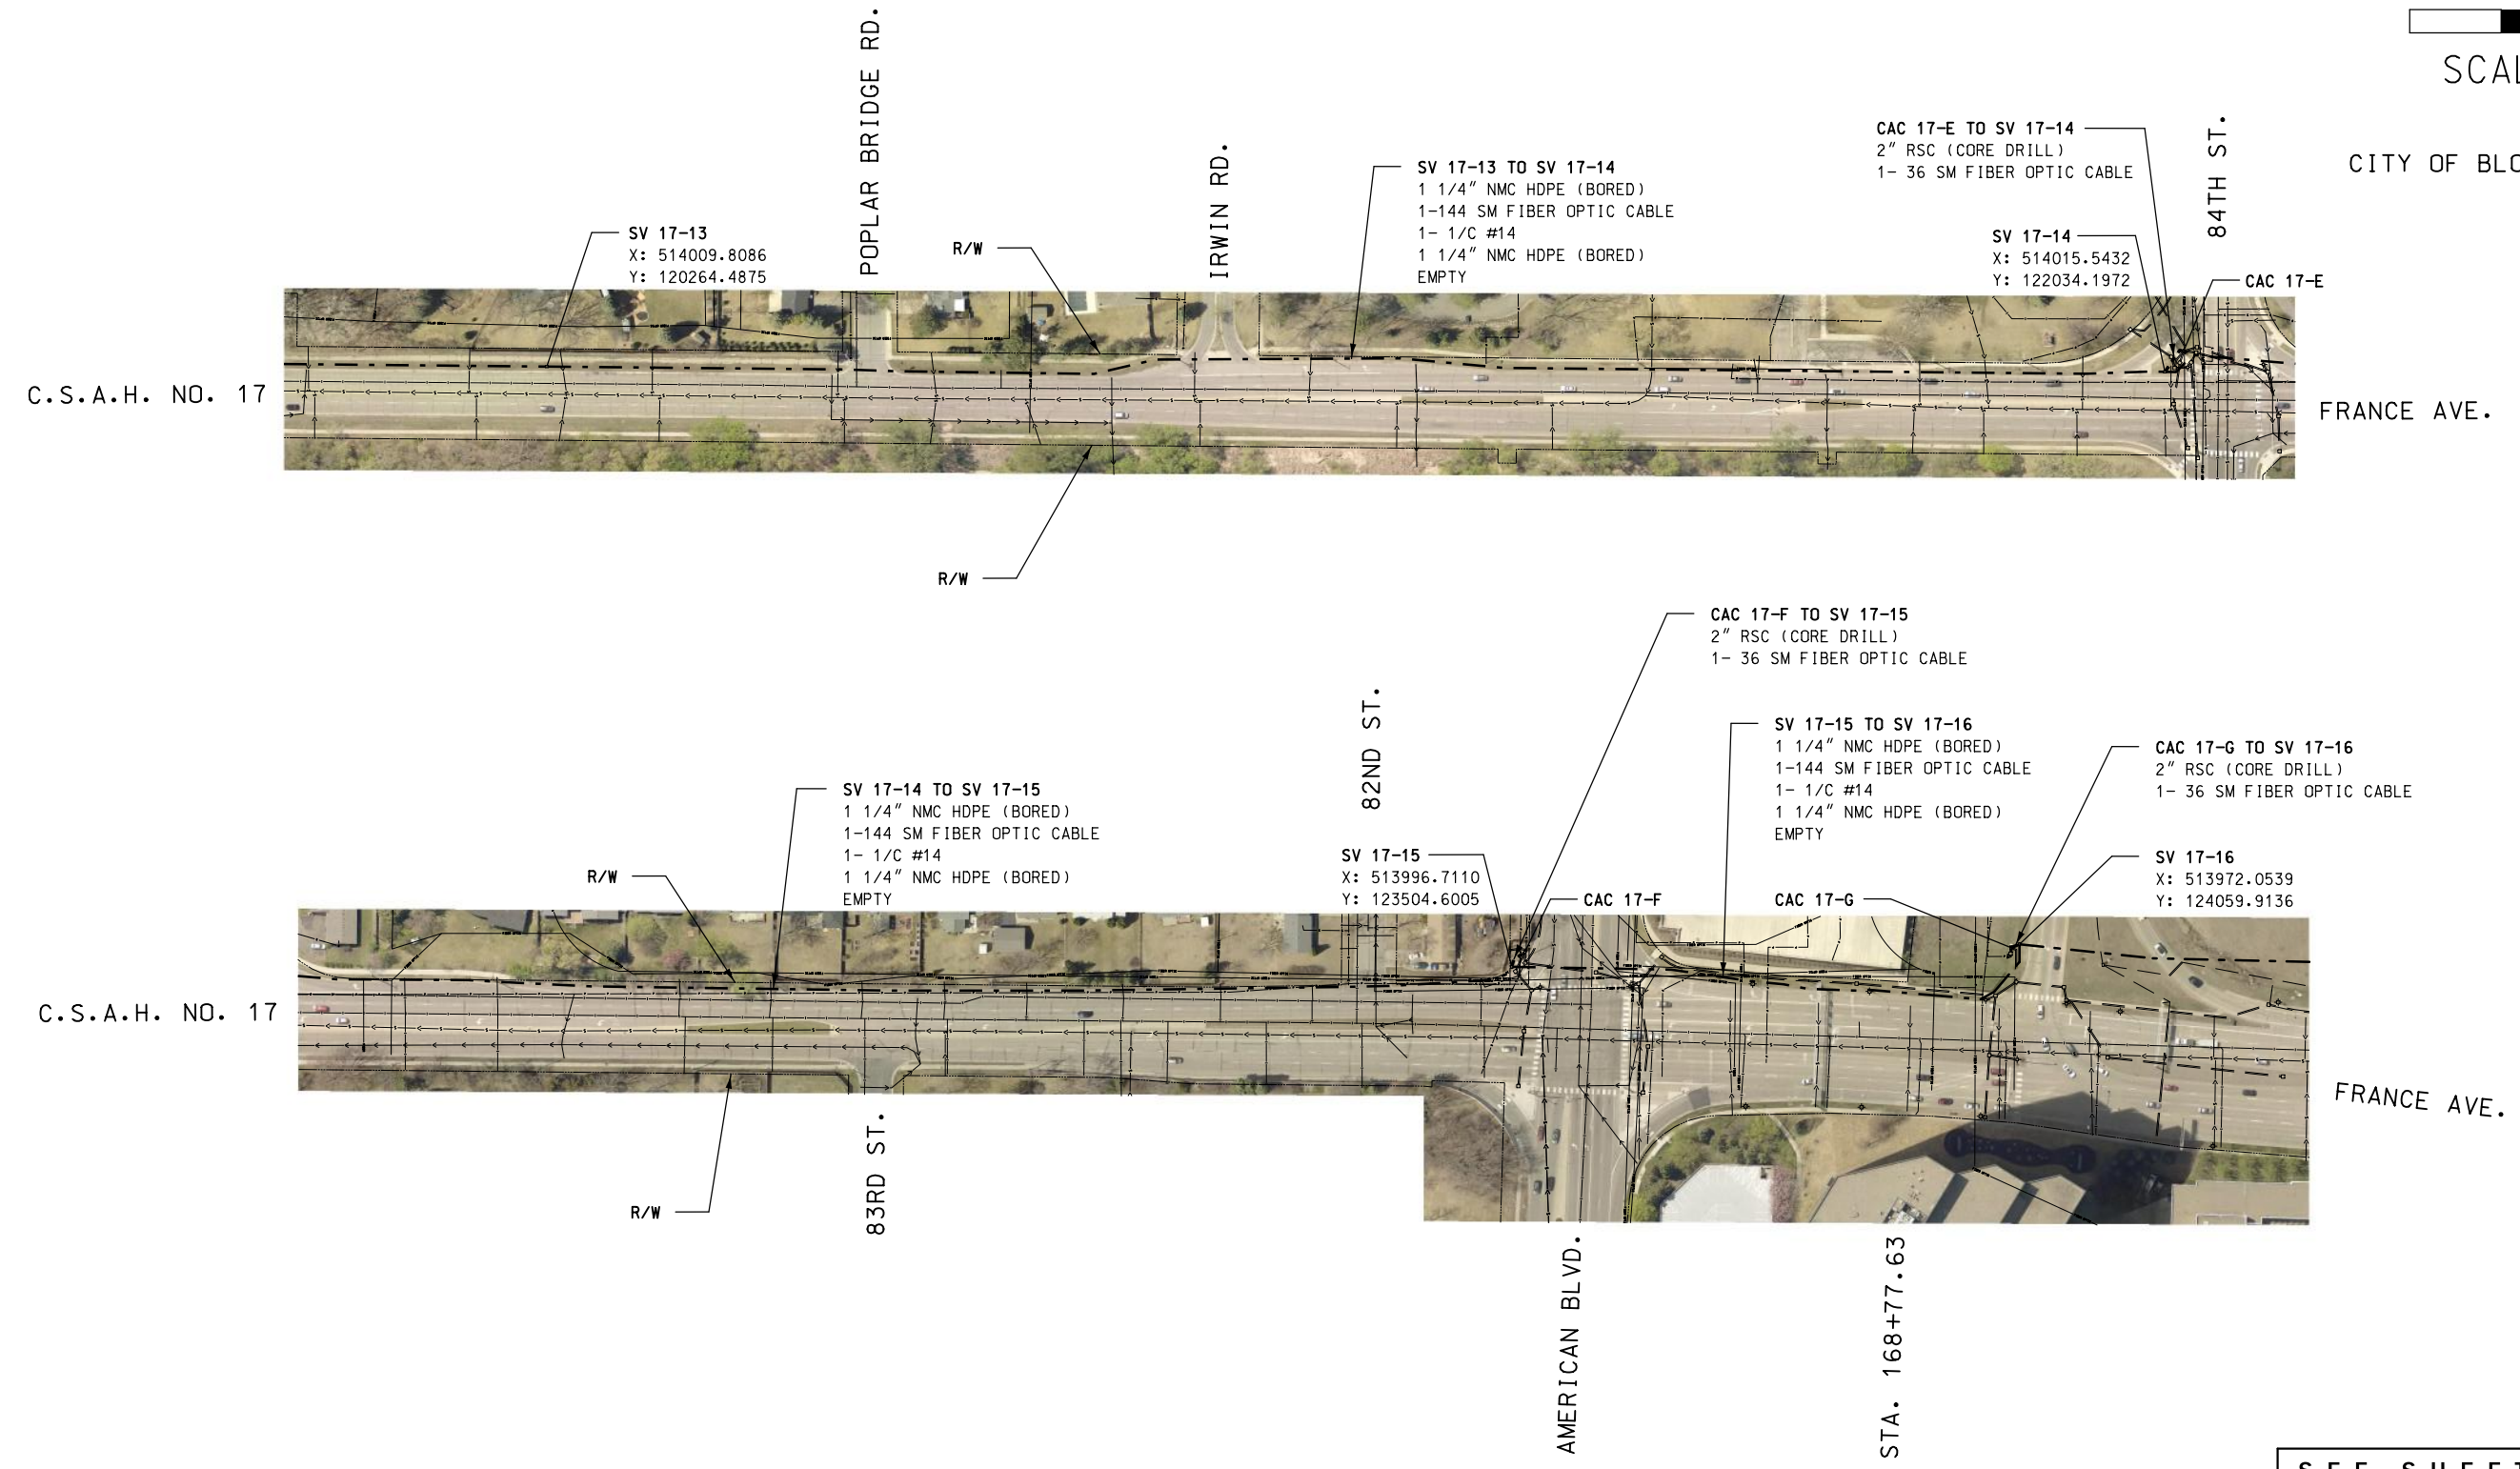 SCAL
CITY OF BLO
POPLAR BRIDGE RD.
IRWIN RD.
84TH ST.
CAC 17-E TO SV 17-14
2" RSC (CORE DRILL)
1- 36 SM FIBER OPTIC CABLE
SV 17-13 TO SV 17-14
1 1/4" NMC HDPE (BORED)
1-144 SM FIBER OPTIC CABLE
1- 1/C #14
1 1/4" NMC HDPE (BORED)
EMPTY
SV 17-13
X: 514009.8086
Y: 120264.4875
R/W
SV 17-14
X: 514015.5432
Y: 122034.1972
CAC 17-E
C.S.A.H. NO. 17
FRANCE AVE.
R/W
CAC 17-F TO SV 17-15
2" RSC (CORE DRILL)
1- 36 SM FIBER OPTIC CABLE
82ND ST.
SV 17-15 TO SV 17-16
1 1/4" NMC HDPE (BORED)
1-144 SM FIBER OPTIC CABLE
1- 1/C #14
1 1/4" NMC HDPE (BORED)
EMPTY
CAC 17-G TO SV 17-16
2" RSC (CORE DRILL)
1- 36 SM FIBER OPTIC CABLE
SV 17-14 TO SV 17-15
1 1/4" NMC HDPE (BORED)
1-144 SM FIBER OPTIC CABLE
1- 1/C #14
1 1/4" NMC HDPE (BORED)
EMPTY
R/W
SV 17-15
X: 513996.7110
Y: 123504.6005
CAC 17-F
CAC 17-G
SV 17-16
X: 513972.0539
Y: 124059.9136
C.S.A.H. NO. 17
FRANCE AVE.
R/W
83RD ST.
AMERICAN BLVD.
STA. 168+77.63
SEE SHEET